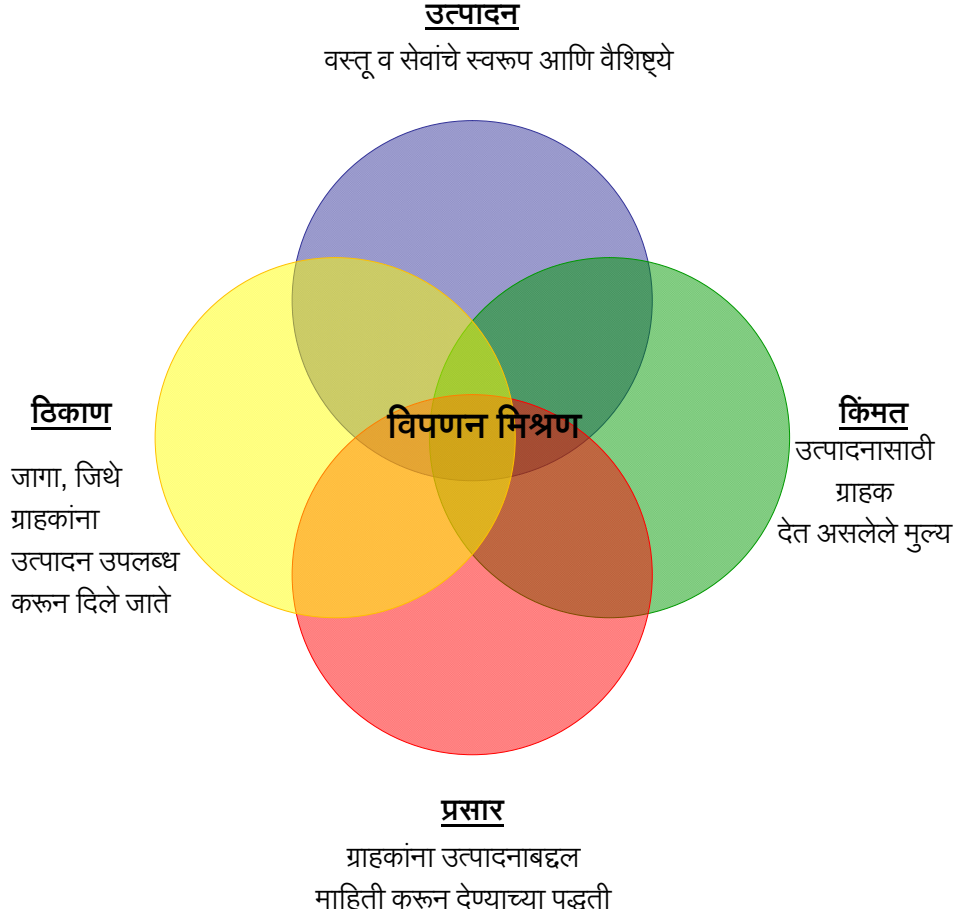 उत्पादन
वस्तू व सेवांचे स्वरूप आणि वैशिष्ट्ये
विपणन मिश्रण
ठिकाण
जागा, जिथे
ग्राहकांना
उत्पादन उपलब्ध
करून दिले जाते
किंमत
उत्पादनासाठी
ग्राहक
देत असलेले मुल्य
प्रसार
ग्राहकांना उत्पादनाबद्दल
माहिती करून देण्याच्या पद्धती